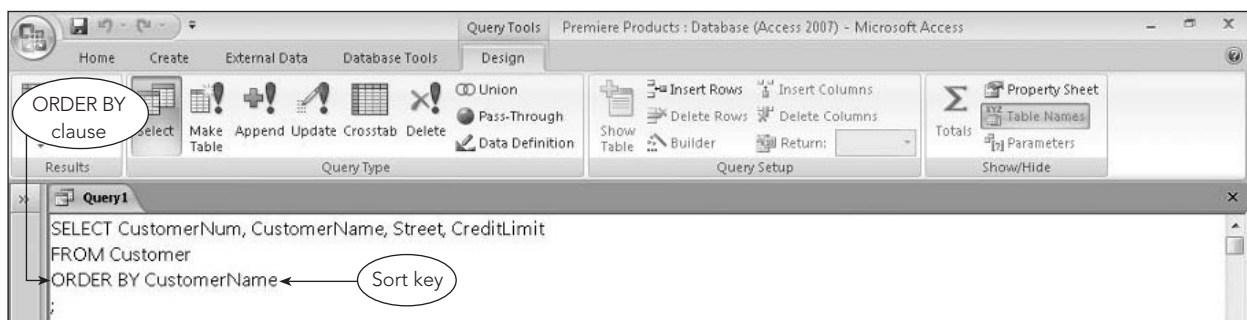 Query Tools Premiere Products : Database (Access 2007) - Microsoft Access
Home Create External Data Database Tools Design
ORDER BY
clause
Select
Make
Table
Append
Update
Crosstab
Delete
Union
Pass-Through
Data Definition
Show
Table
Insert Rows
Delete Rows
Builder
Insert Columns
Delete Columns
Return:
Totals
Property Sheet
Table Names
Parameters
Results Query Type Query Setup Show/Hide
Query1
SELECT CustomerNum, CustomerName, Street, CreditLimit
FROM Customer
ORDER BY CustomerName
Sort key
;